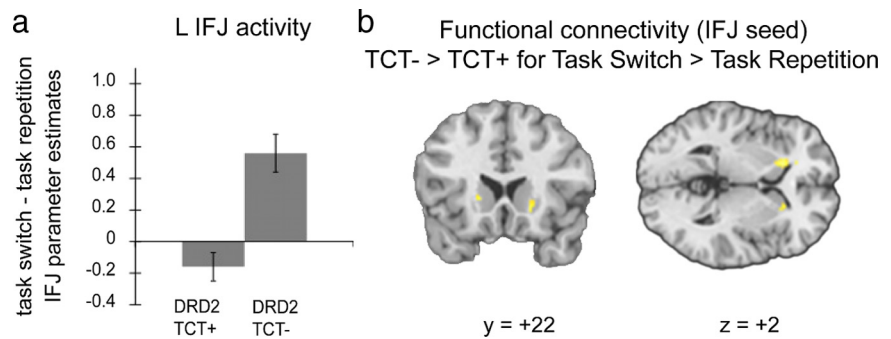 a
L IFJ activity
task switch - task repetition
IFJ parameter estimates
1.0
0.8
0.6
0.4
0.2
0
-0.2
-0.4
DRD2
TCT+
DRD2
TCT-
b
Functional connectivity (IFJ seed)
TCT- > TCT+ for Task Switch > Task Repetition
y = +22
z = +2